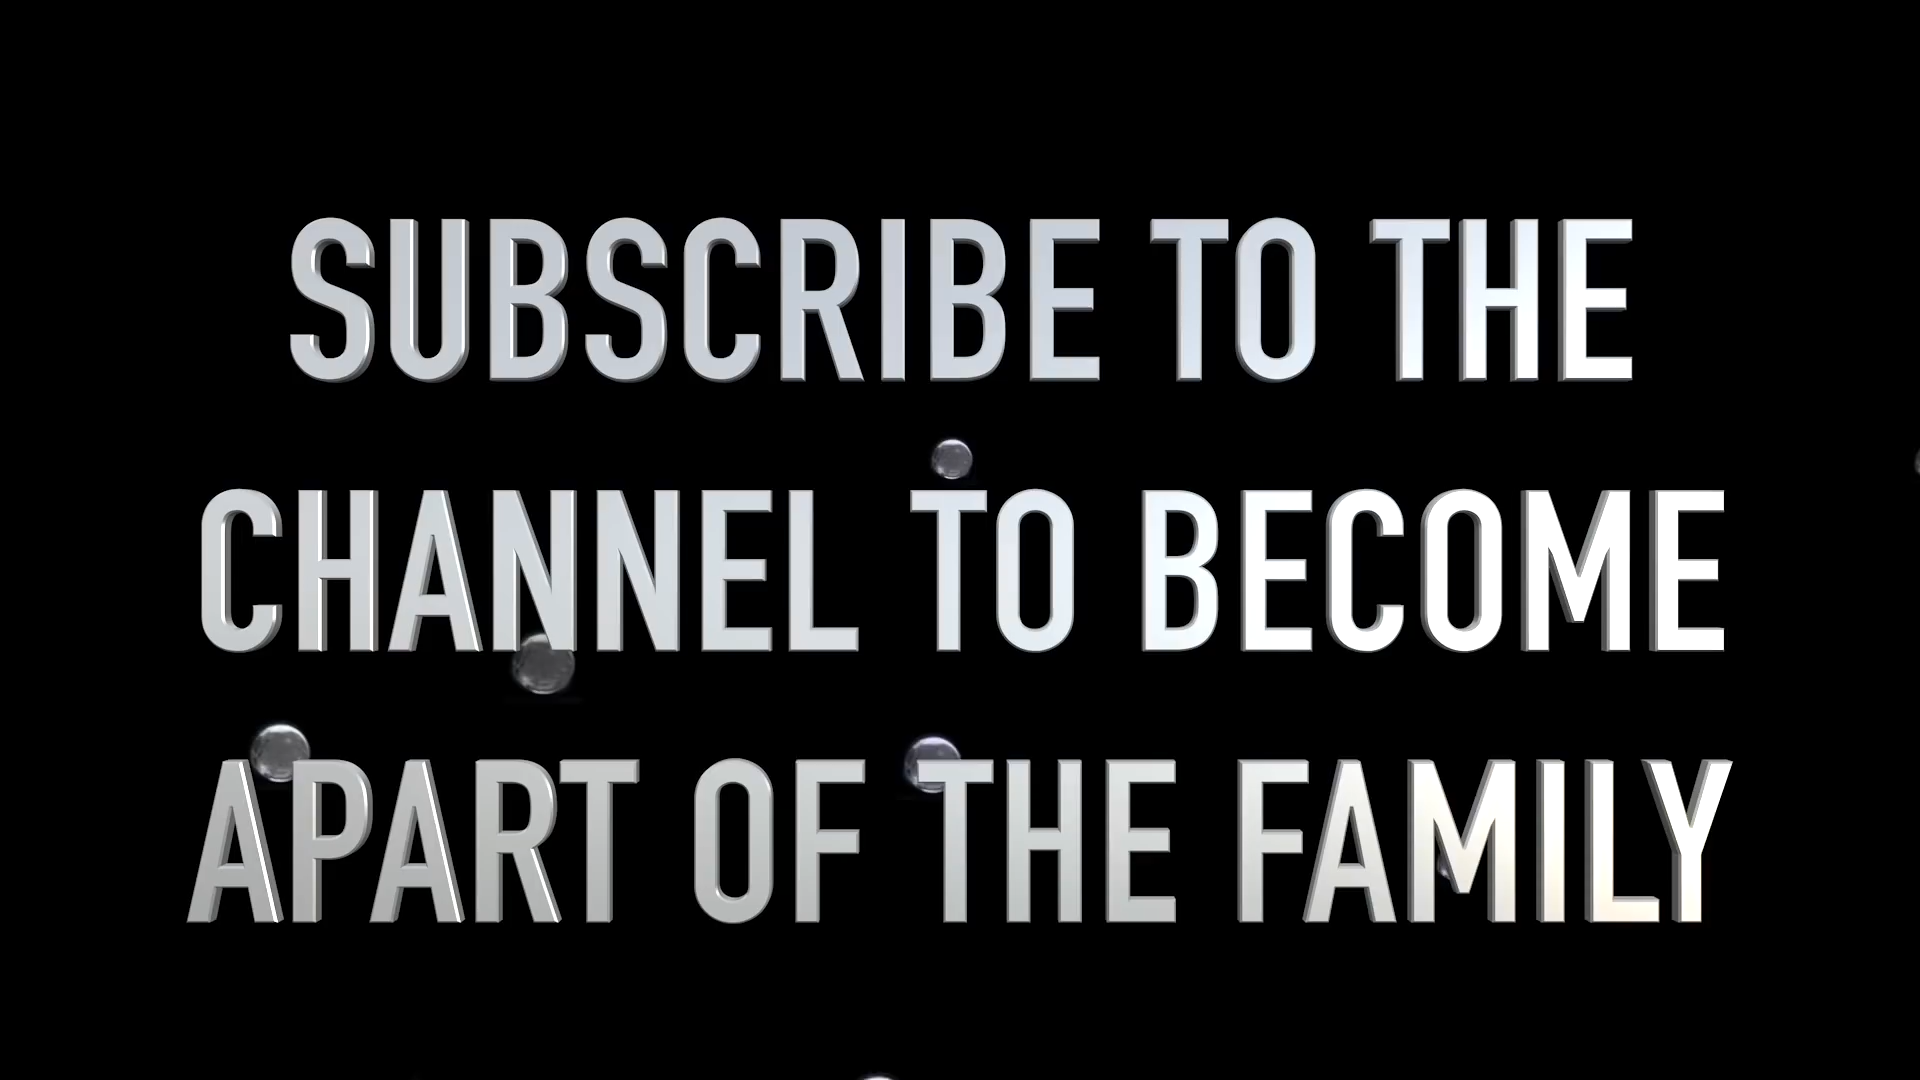 SUBSCRIBE TO THE
CHANNEL TO BECOME
APART OF THE FAMILY